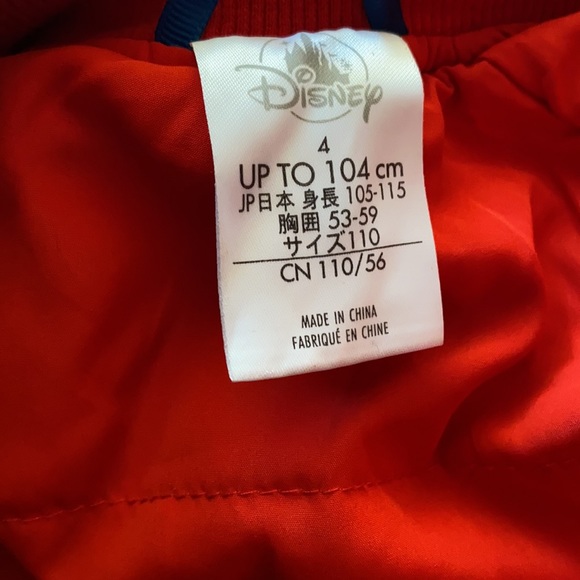 Disney
4
UP TO 104 cm
JP日本 身長 105-115
胸囲 53-59
サイズ110
CN 110/56
MADE IN CHINA
FABRIQUÉ EN CHINE